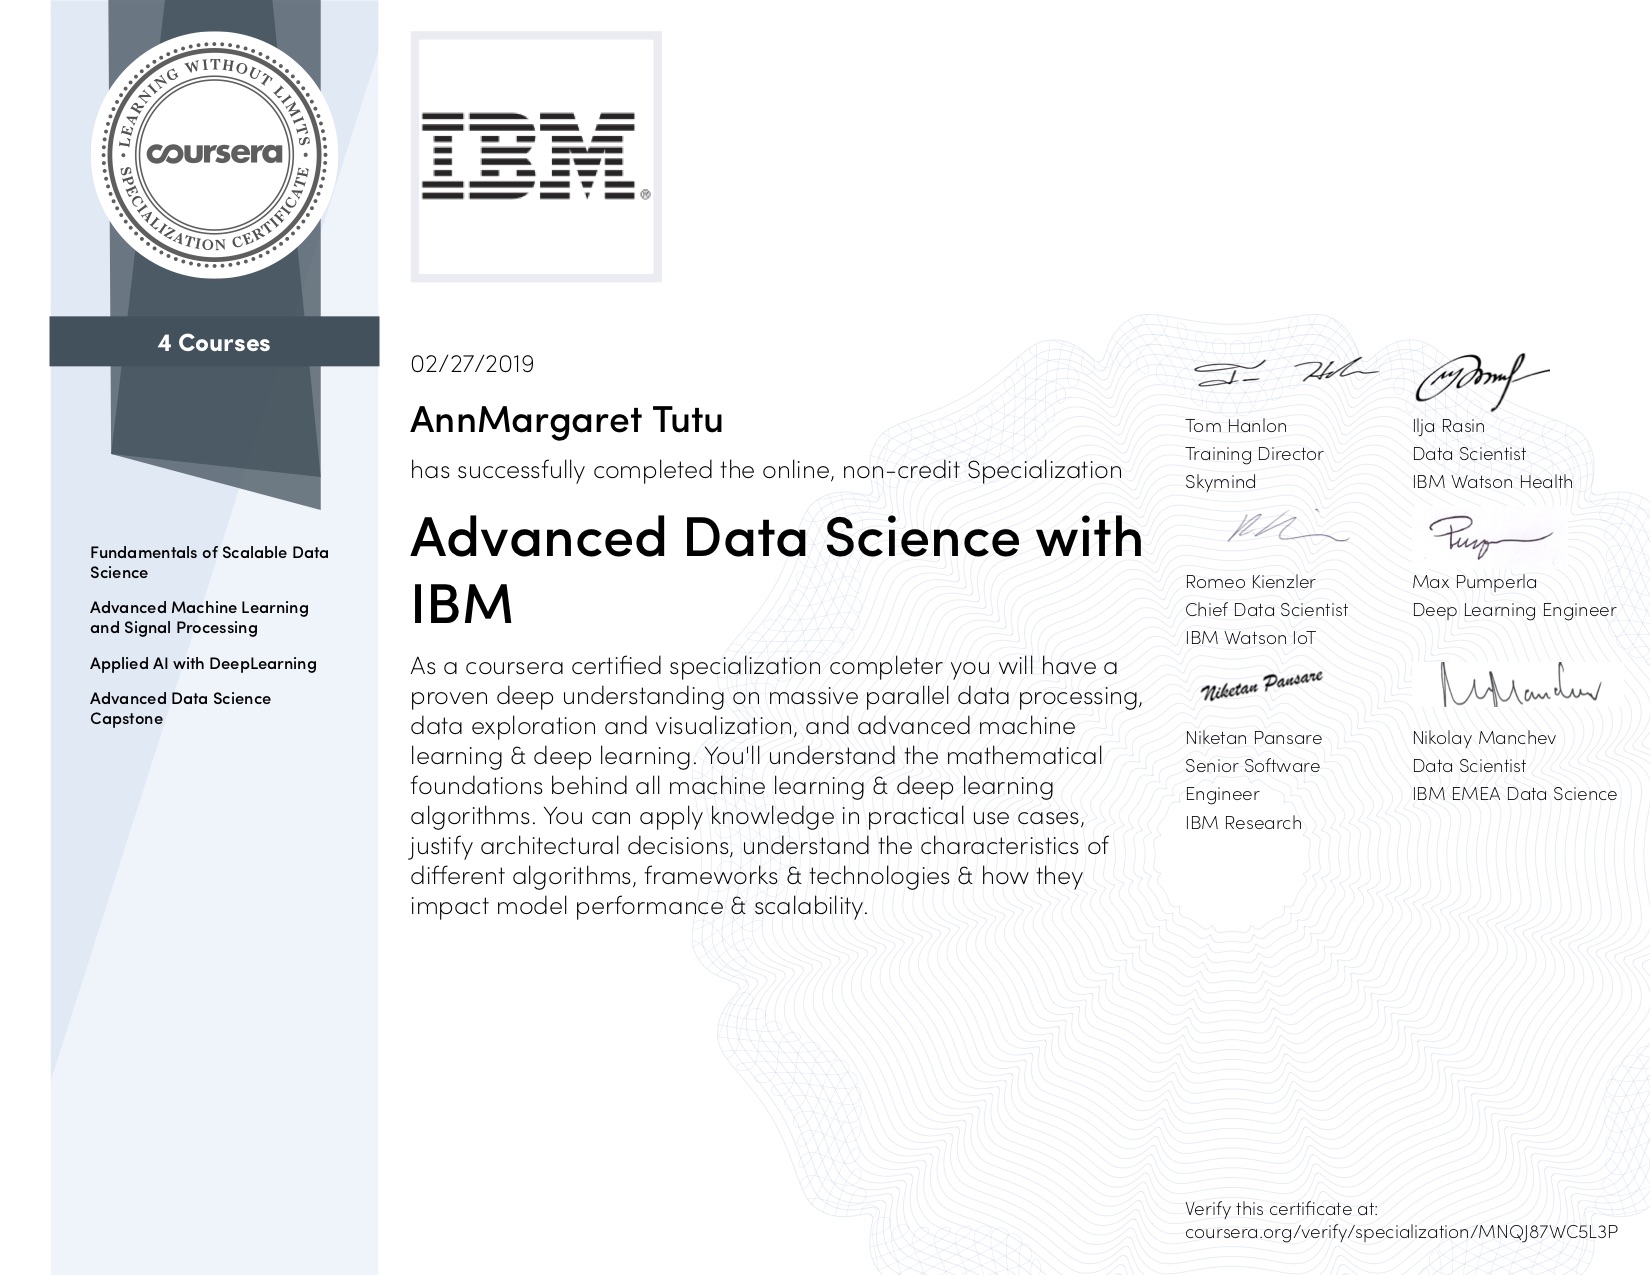 LEARNING WITHOUT LIMITS
coursera
SPECIALIZATION CERTIFICATE
4 Courses
Fundamentals of Scalable Data
Science
Advanced Machine Learning
and Signal Processing
Applied AI with DeepLearning
Advanced Data Science
Capstone
IBM®
02/27/2019
AnnMargaret Tutu
has successfully completed the online, non-credit Specialization
Advanced Data Science with
IBM
As a coursera certified specialization completer you will have a
proven deep understanding on massive parallel data processing,
data exploration and visualization, and advanced machine
learning & deep learning. You'll understand the mathematical
foundations behind all machine learning & deep learning
algorithms. You can apply knowledge in practical use cases,
justify architectural decisions, understand the characteristics of
different algorithms, frameworks & technologies & how they
impact model performance & scalability.
Tom Hanlon
Training Director
Skymind
Ilja Rasin
Data Scientist
IBM Watson Health
Romeo Kienzler
Chief Data Scientist
IBM Watson IoT
Max Pumperla
Deep Learning Engineer
Niketan Pansare
Niketan Pansare
Senior Software
Engineer
IBM Research
Nikolay Manchev
Data Scientist
IBM EMEA Data Science
Verify this certificate at:
coursera.org/verify/specialization/MNQJ87WC5L3P